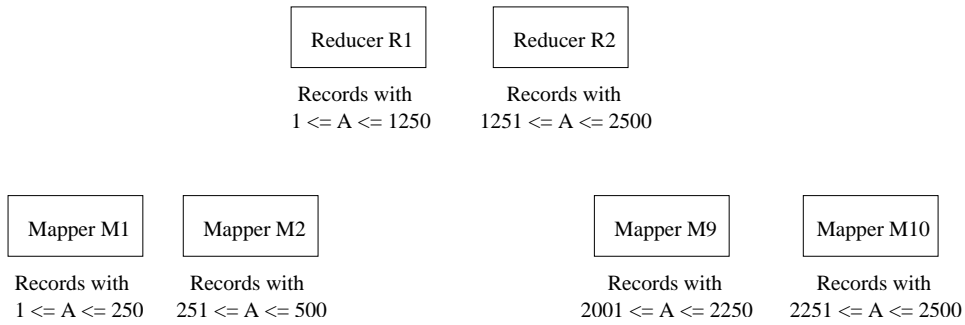 Reducer R1
Reducer R2
Records with
1 <= A <= 1250
Records with
1251 <= A <= 2500
Mapper M1
Mapper M2
Mapper M9
Mapper M10
Records with
1 <= A <= 250
Records with
251 <= A <= 500
Records with
2001 <= A <= 2250
Records with
2251 <= A <= 2500